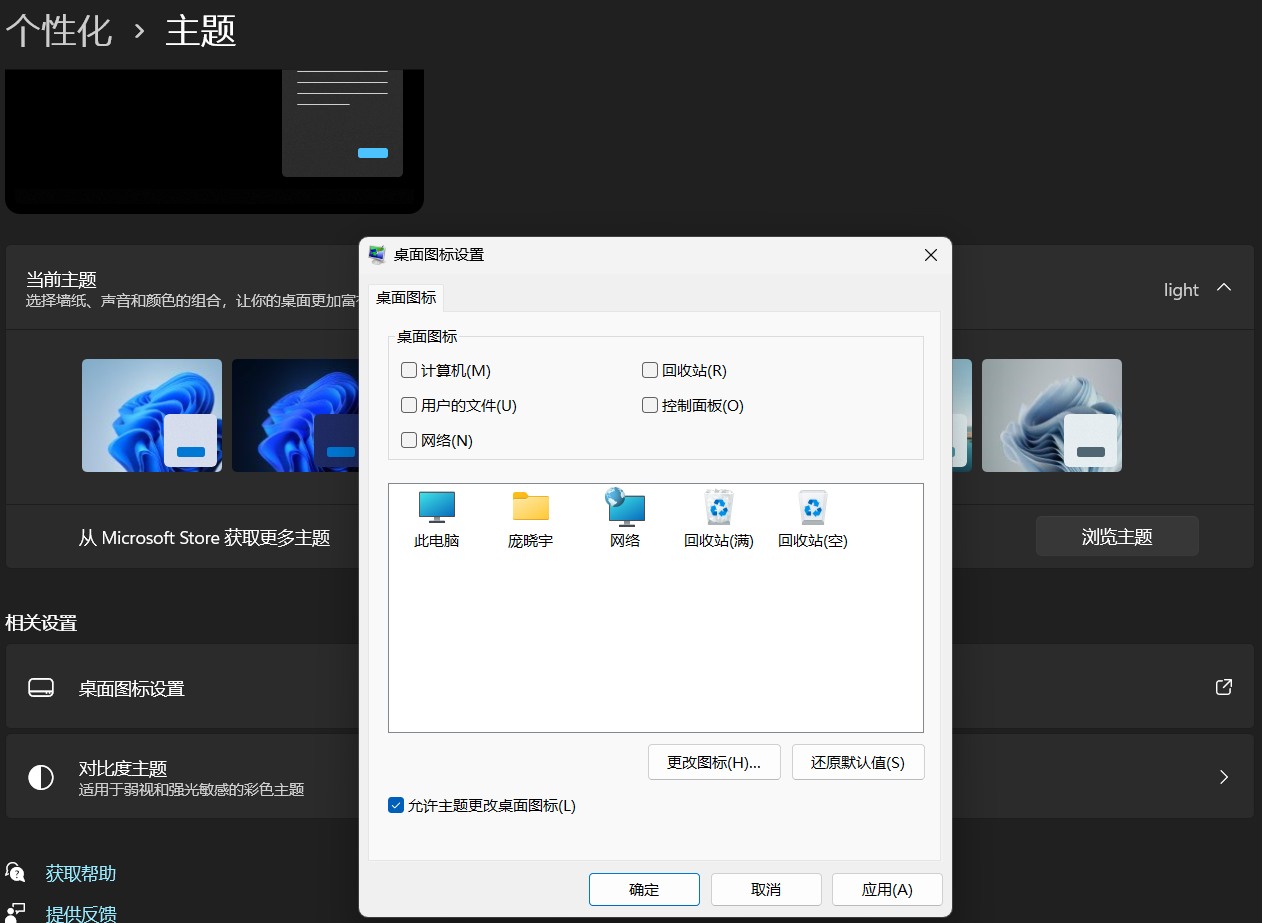 个性化 › 主题
当前主题
选择墙纸、声音和颜色的组合，让你的桌面更加富
light
从 Microsoft Store 获取更多主题
浏览主题
相关设置
桌面图标设置
对比度主题
适用于弱视和强光敏感的彩色主题
获取帮助
提供反馈
桌面图标设置
桌面图标
桌面图标
计算机(M)
回收站(R)
用户的文件(U)
控制面板(O)
网络(N)
此电脑
庞晓宇
网络
回收站(满)
回收站(空)
更改图标(H)...
还原默认值(S)
允许主题更改桌面图标(L)
确定
取消
应用(A)